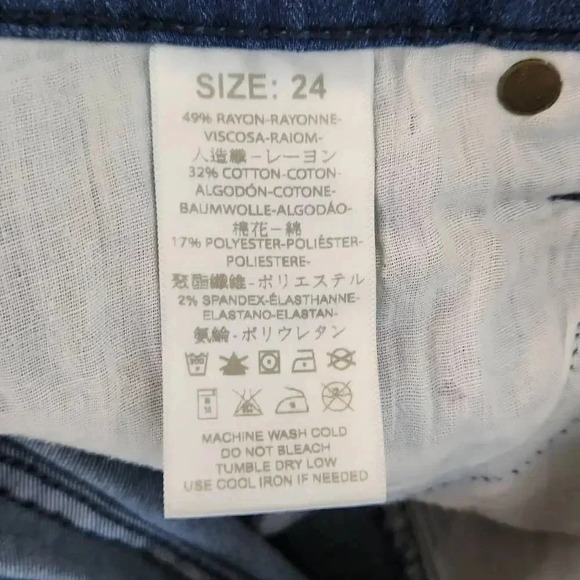 SIZE: 24
49% RAYON-RAYONNE-
VISCOSA-RAIOM-
人造纖-レーヨン
32% COTTON-COTON-
ALGODÓN-COTONE-
BAUMWOLLE-ALGODÃO-
棉花-綿
17% POLYESTER-POLIÉSTER-
POLIESTERE-
聚酯纖維-ポリエステル
2% SPANDEX-ÉLASTHANNE-
ELASTANO-ELASTAN-
氨綸-ポリウレタン
MACHINE WASH COLD
DO NOT BLEACH
TUMBLE DRY LOW
USE COOL IRON IF NEEDED